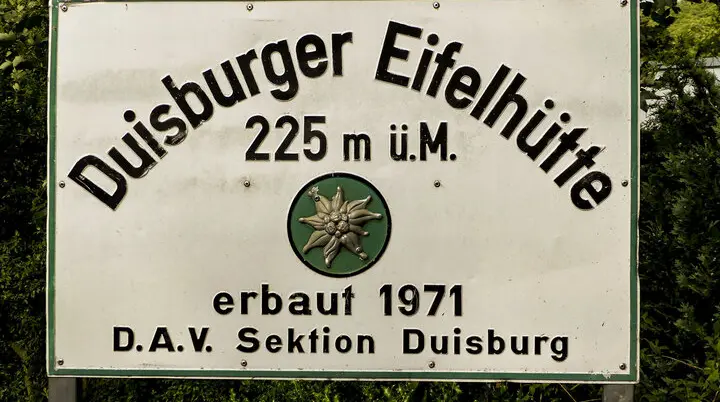 Duisburger Eifelhütte
225 m ü.M.
erbaut 1971
D.A.V. Sektion Duisburg